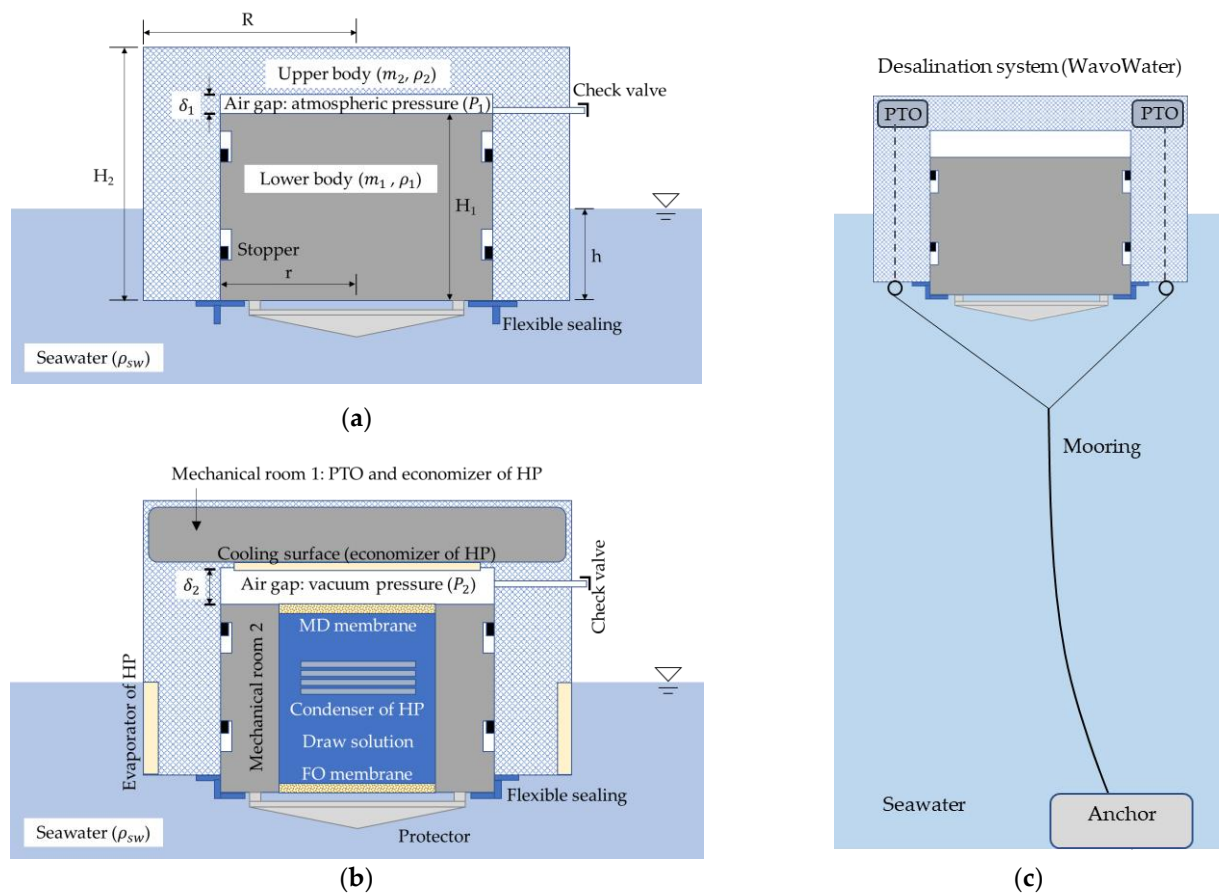 R
Upper body (m₂, ρ₂)
δ₁
Air gap: atmospheric pressure (P₁)
Check valve
H₂
Lower body (m₁ , ρ₁)
H₁
Stopper
r
h
Flexible sealing
Seawater (ρₛw)
(a)
Mechanical room 1: PTO and economizer of HP
Cooling surface (economizer of HP)
δ₂
Air gap: vacuum pressure (P₂)
Check valve
MD membrane
Mechanical room 2
Evaporator of HP
Condenser of HP
Draw solution
FO membrane
Flexible sealing
Seawater (ρₛw)
Protector
(b)
Desalination system (WavoWater)
PTO
PTO
Mooring
Seawater
Anchor
(c)